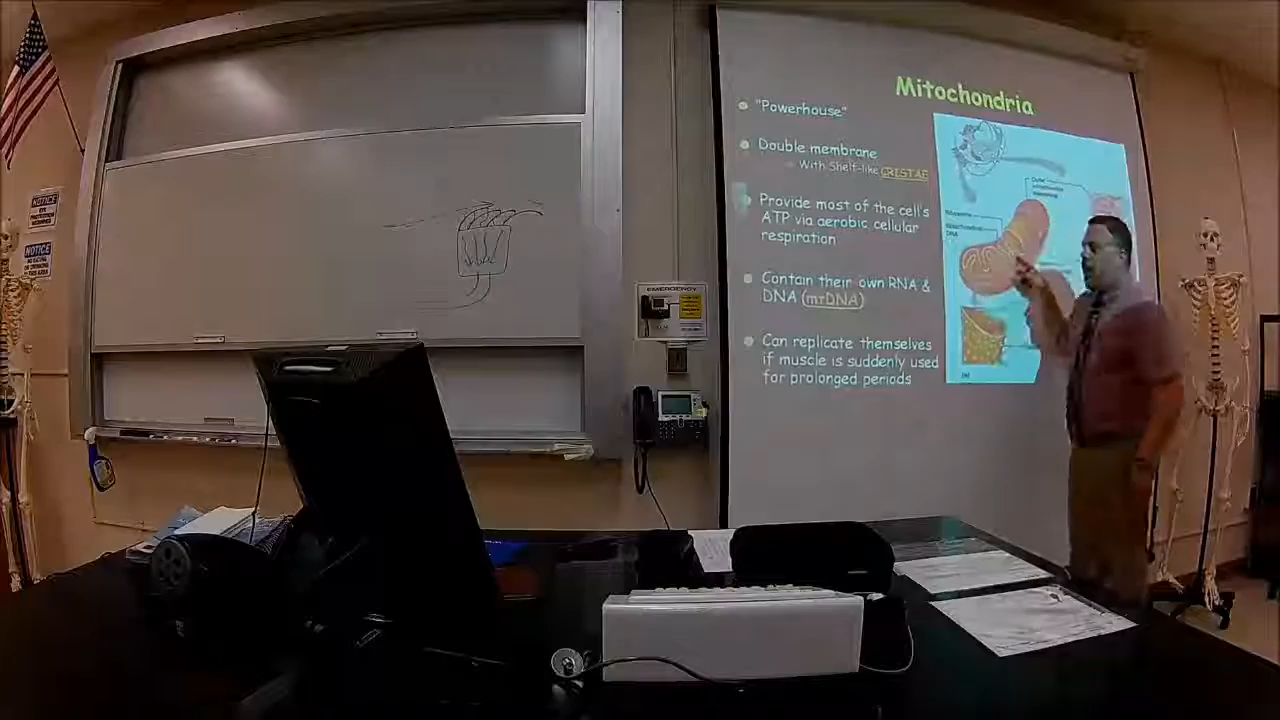 Mitochondria
"Powerhouse"
Double membrane
With Shelf-like CRISTAE
Provide most of the cell's
ATP via aerobic cellular
respiration
Contain their own RNA &
DNA (mtDNA)
Can replicate themselves
if muscle is suddenly used
for prolonged periods
NOTICE
NOTICE
EMERGENCY